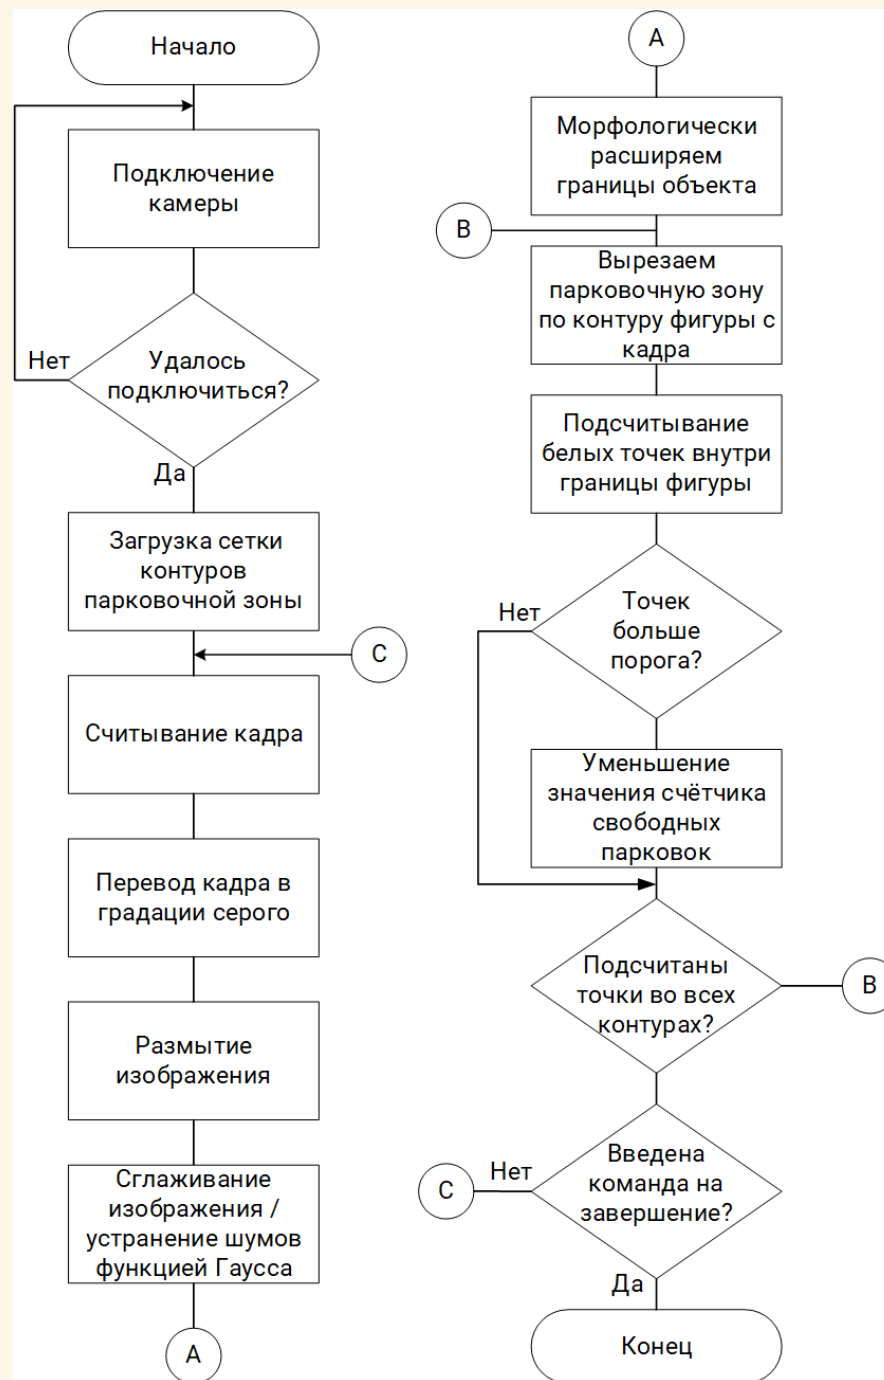 Начало
Подключение
камеры
Нет
Удалось
подключиться?
Да
Загрузка сетки
контуров
парковочной зоны
C
Считывание кадра
Перевод кадра в
градации серого
Размытие
изображения
Сглаживание
изображения /
устранение шумов
функцией Гаусса
A
A
Морфологически
расширяем
границы объекта
B
Вырезаем
парковочную зону
по контуру фигуры с
кадра
Подсчитывание
белых точек внутри
границы фигуры
Нет
Точек
больше
порога?
Уменьшение
значения счётчика
свободных
парковок
Подсчитаны
точки во всех
контурах?
B
C
Нет
Введена
команда на
завершение?
Да
Конец